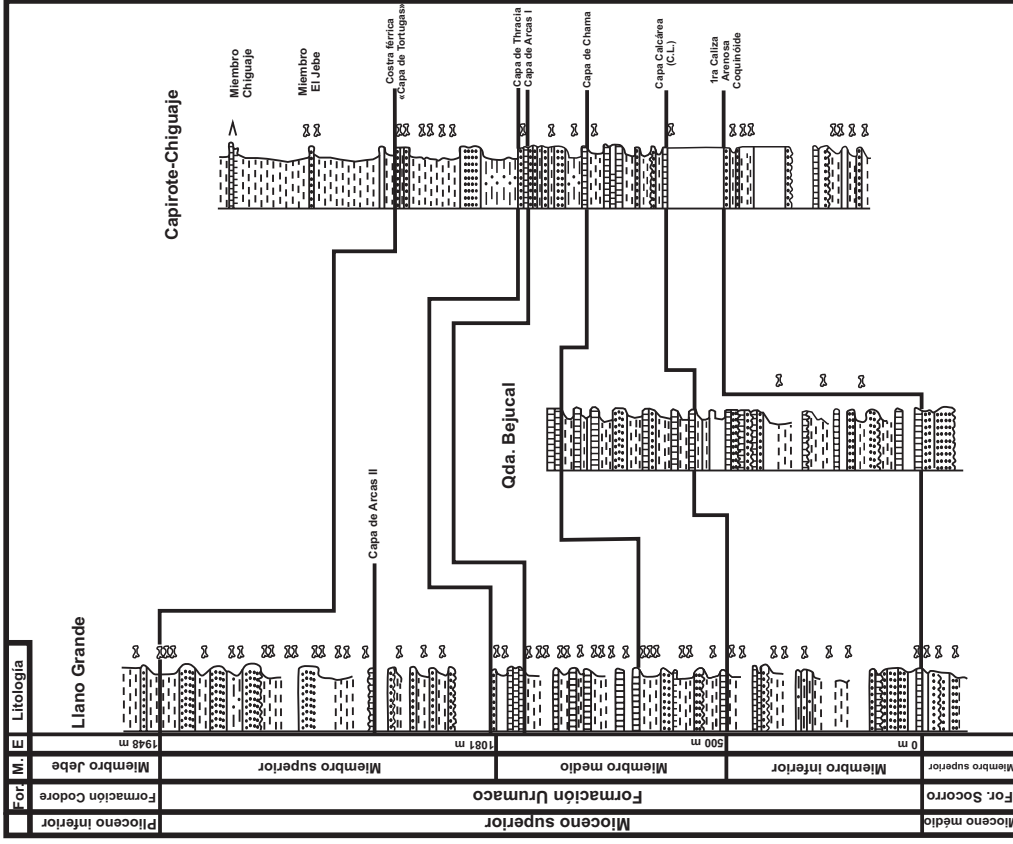 Capirote-Chiguaje
Miembro
Chiguaje
Miembro
El Jebe
Costra férrica
«Capa de Tortugas»
Capa de Thracia
Capa de Arcas I
Capa de Chama
Capa Calcárea
(C.L.)
1ra Caliza
Arenosa
Coquinóide
Qda. Bejucal
Capa de Arcas II
Llano Grande
For.
M.
E
Litología
1948 m
1081 m
500 m
0 m
Miembro Jebe
Miembro superior
Miembro medio
Miembro inferior
Miembro superior
Formación Codore
Formación Urumaco
For. Socorro
Plioceno inferior
Mioceno superior
Mioceno médio